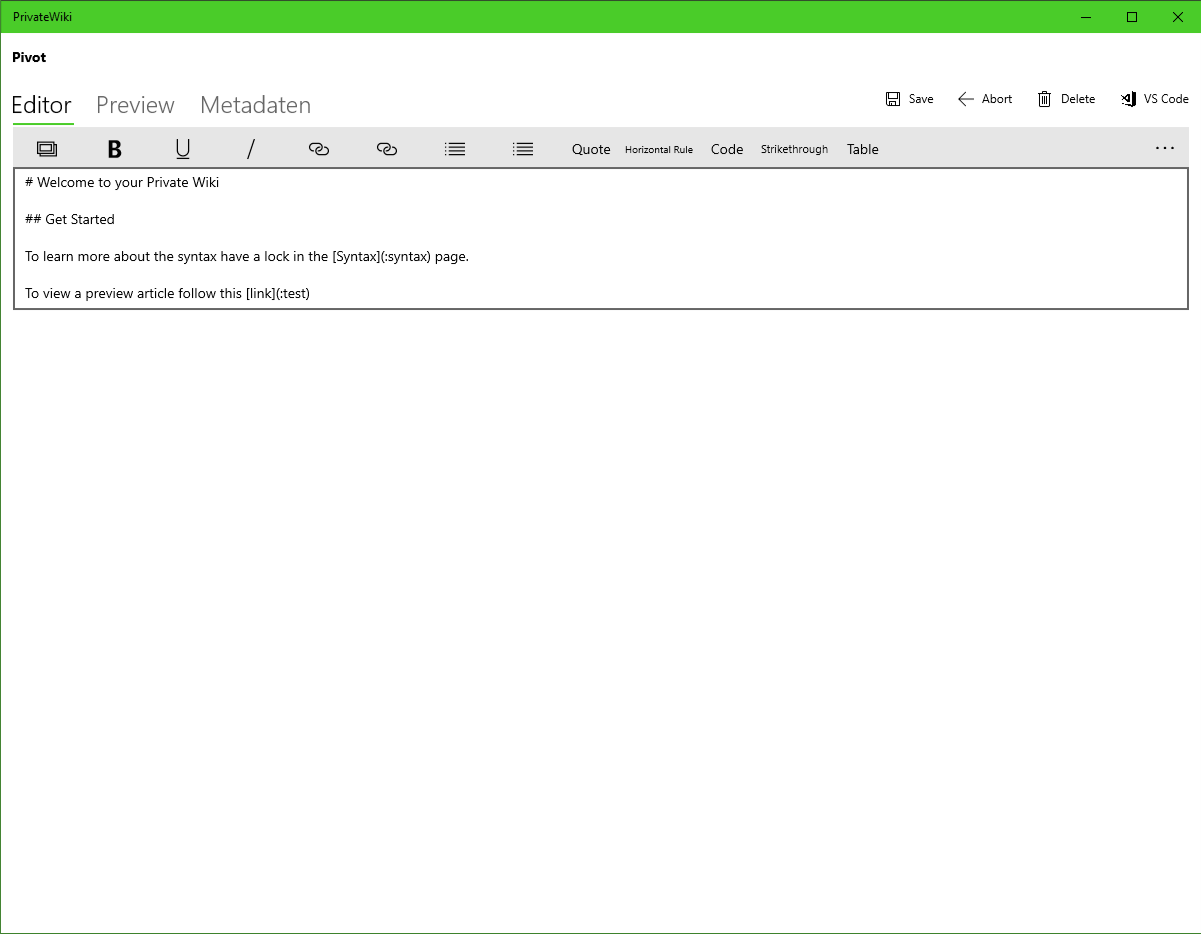 PrivateWiki
Pivot
Editor Preview Metadaten Save Abort Delete VS Code
B U / Quote Horizontal Rule Code Strikethrough Table ...
# Welcome to your Private Wiki
## Get Started
To learn more about the syntax have a lock in the [Syntax](:syntax) page.
To view a preview article follow this [link](:test)